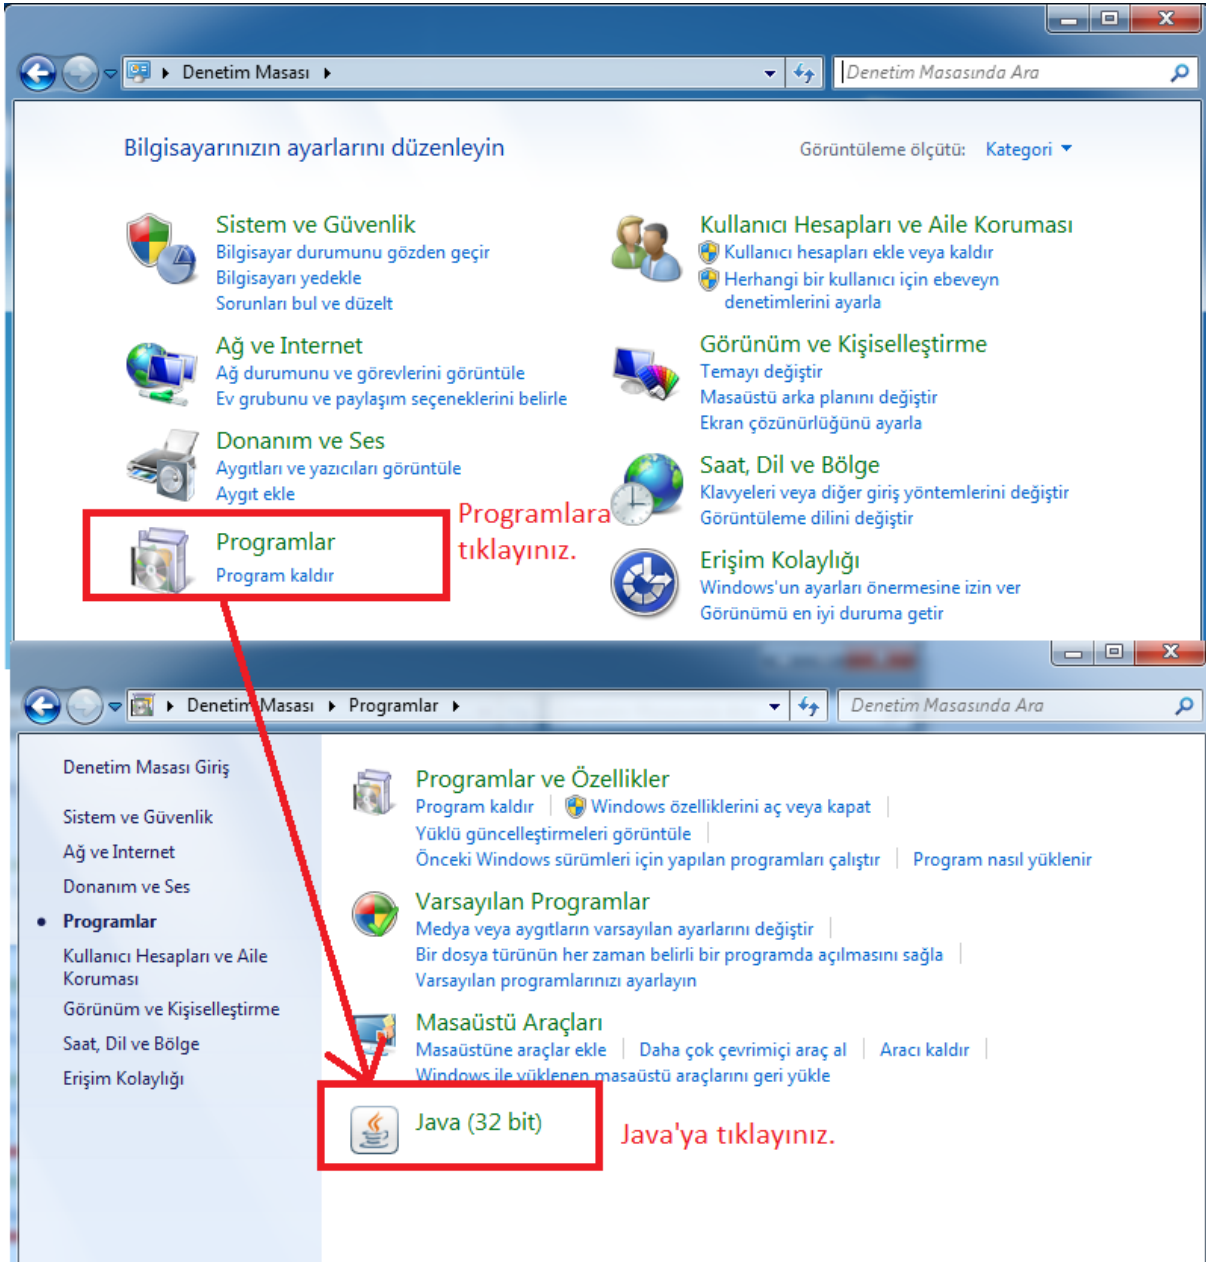 Denetim Masası
Denetim Masasında Ara
Bilgisayarınızın ayarlarını düzenleyin
Görüntüleme ölçütü: Kategori
Sistem ve Güvenlik
Bilgisayar durumunu gözden geçir
Bilgisayarı yedekle
Sorunları bul ve düzelt
Ağ ve Internet
Ağ durumunu ve görevlerini görüntüle
Ev grubunu ve paylaşım seçeneklerini belirle
Donanım ve Ses
Aygıtları ve yazıcıları görüntüle
Aygıt ekle
Programlar
Program kaldır
Programlara
tıklayınız.
Kullanıcı Hesapları ve Aile Koruması
Kullanıcı hesapları ekle veya kaldır
Herhangi bir kullanıcı için ebeveyn
denetimlerini ayarla
Görünüm ve Kişiselleştirme
Temayı değiştir
Masaüstü arka planını değiştir
Ekran çözünürlüğünü ayarla
Saat, Dil ve Bölge
Klavyeleri veya diğer giriş yöntemlerini değiştir
Görüntüleme dilini değiştir
Erişim Kolaylığı
Windows'un ayarları önermesine izin ver
Görünümü en iyi duruma getir
Denetim Masası Programlar
Denetim Masasında Ara
Denetim Masası Giriş
Sistem ve Güvenlik
Ağ ve Internet
Donanım ve Ses
Programlar
Kullanıcı Hesapları ve Aile
Koruması
Görünüm ve Kişiselleştirme
Saat, Dil ve Bölge
Erişim Kolaylığı
Programlar ve Özellikler
Program kaldır Windows özelliklerini aç veya kapat
Yüklü güncelleştirmeleri görüntüle
Önceki Windows sürümleri için yapılan programları çalıştır Program nasıl yüklenir
Varsayılan Programlar
Medya veya aygıtların varsayılan ayarlarını değiştir
Bir dosya türünün her zaman belirli bir programda açılmasını sağla
Varsayılan programlarınızı ayarlayın
Masaüstü Araçları
Masaüstüne araçlar ekle Daha çok çevrimiçi araç al Aracı kaldır
Windows ile yüklenen masaüstü araçlarını geri yükle
Java (32 bit)
Java'ya tıklayınız.